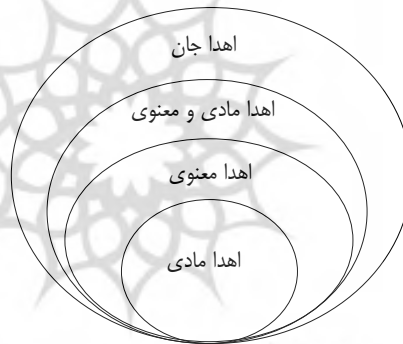 اهدا جان
اهدا مادی و معنوی
اهدا معنوی
اهدا مادی